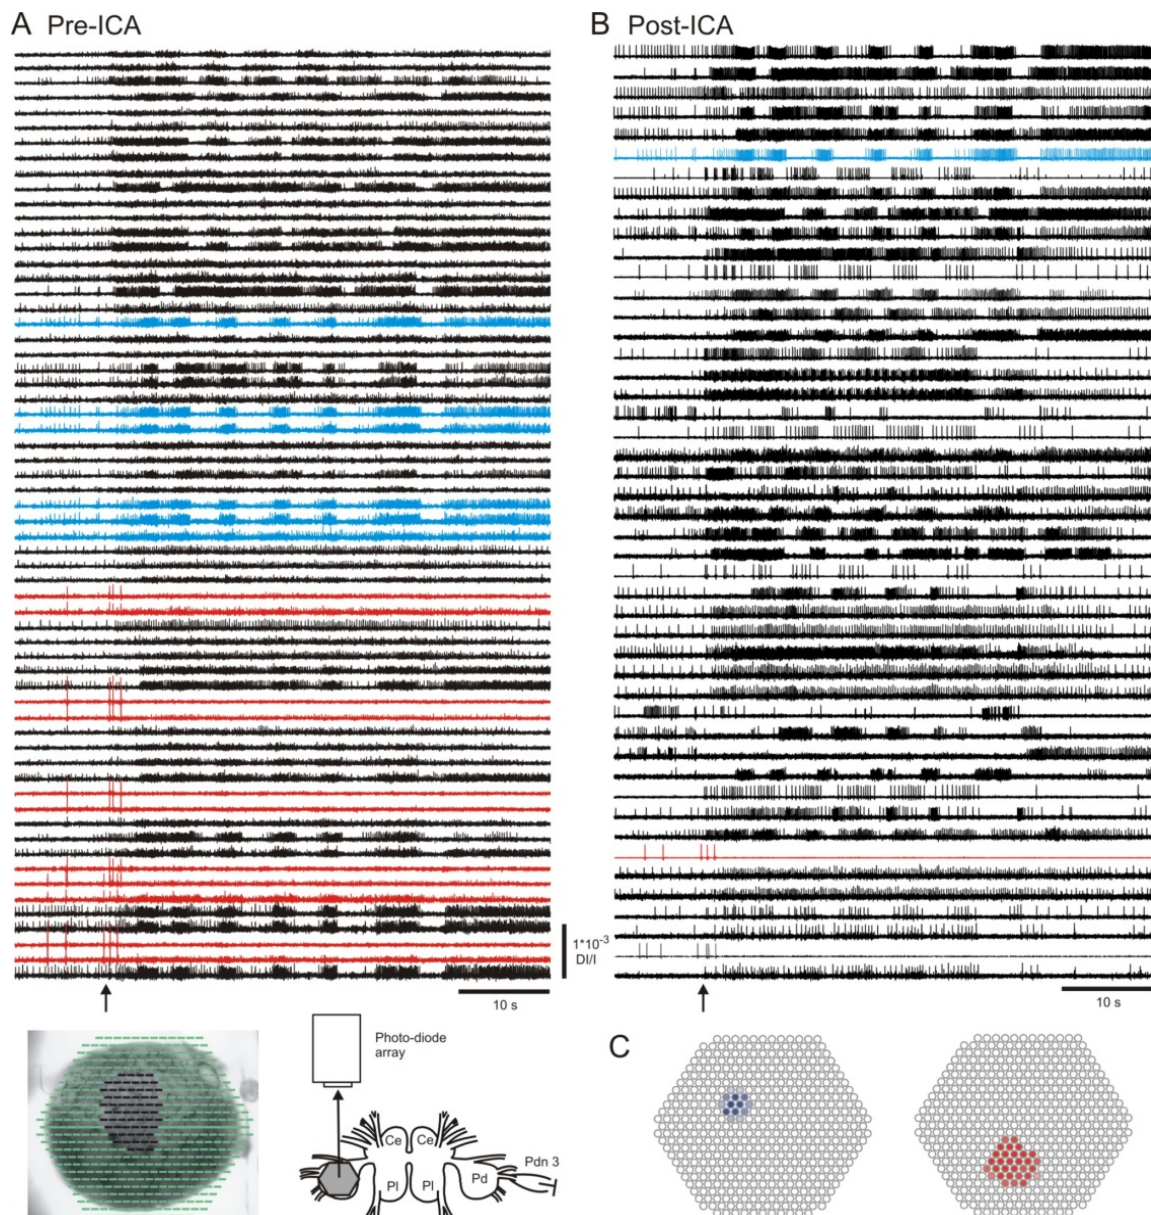 A Pre-ICA
B Post-ICA
1*10-3
DI/I
10 s
10 s
Photo-diode
array
Ce Ce
Pdn 3
Pl Pl Pd
C